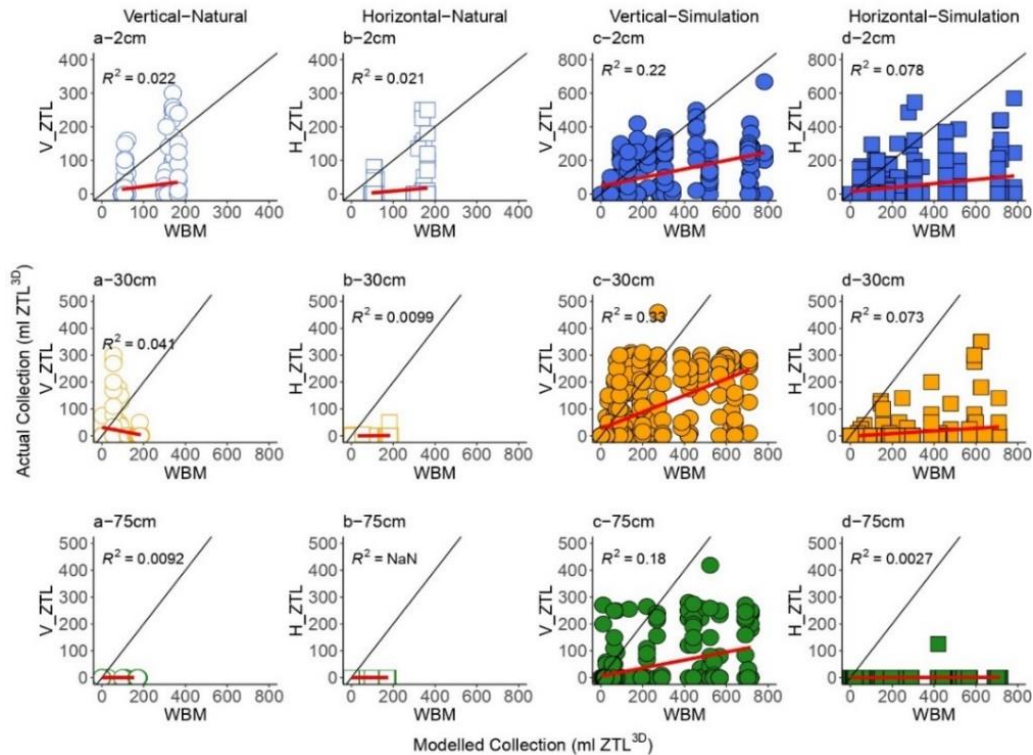 Vertical−Natural Horizontal−Natural Vertical−Simulation Horizontal−Simulation
a−2cm b−2cm c−2cm d−2cm
R² = 0.022 R² = 0.021 R² = 0.22 R² = 0.078
400 400 800 800
300 300 600 600
200 200 400 400
100 100 200 200
0 0 0 0
V_ZTL H_ZTL V_ZTL H_ZTL
0 200 400 0 200 400 0 200 400 600 800 0 200 400 600 800
WBM WBM WBM WBM
a−30cm b−30cm c−30cm d−30cm
R² = 0.041 R² = 0.0099 R² = 0.33 R² = 0.073
500 500 500 500
400 400 400 400
300 300 300 300
200 200 200 200
100 100 100 100
0 0 0 0
V_ZTL H_ZTL V_ZTL H_ZTL
0 200 400 600 800 0 200 400 600 800 0 200 400 600 800 0 200 400 600 800
WBM WBM WBM WBM
a−75cm b−75cm c−75cm d−75cm
R² = 0.0092 R² = NaN R² = 0.18 R² = 0.0027
500 500 500 500
400 400 400 400
300 300 300 300
200 200 200 200
100 100 100 100
0 0 0 0
V_ZTL H_ZTL V_ZTL H_ZTL
0 200 400 600 800 0 200 400 600 800 0 200 400 600 800 0 200 400 600 800
WBM WBM WBM WBM
Actual Collection (ml ZTL³ᴰ)
Modelled Collection (ml ZTL³ᴰ)